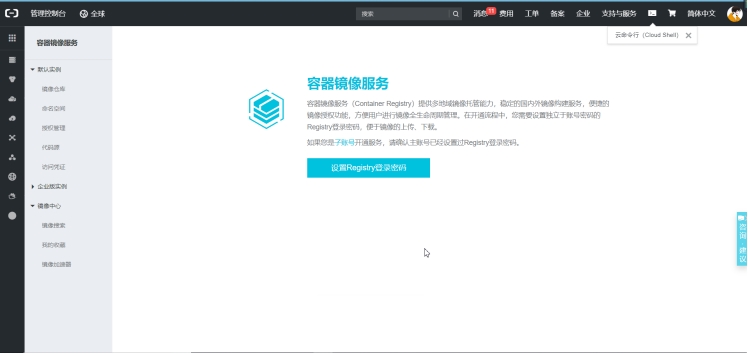 管理控制台 全球 搜索 消息 11 费用 工单 备案 企业 支持与服务 简体中文
云命令行（Cloud Shell）
容器镜像服务
默认实例
镜像仓库
命名空间
授权管理
代码源
访问凭证
企业版实例
镜像中心
镜像搜索
我的收藏
镜像加速器
容器镜像服务
容器镜像服务（Container Registry）提供多地域镜像托管能力，稳定的国内外镜像构建服务，便捷的
镜像授权功能，方便用户进行镜像全生命周期管理。在开通流程中，您需要设置独立于账号密码的
Registry登录密码，便于镜像的上传、下载。
如果您是子账号开通服务，请确认主账号已经设置过Registry登录密码。
设置Registry登录密码
咨询·建议